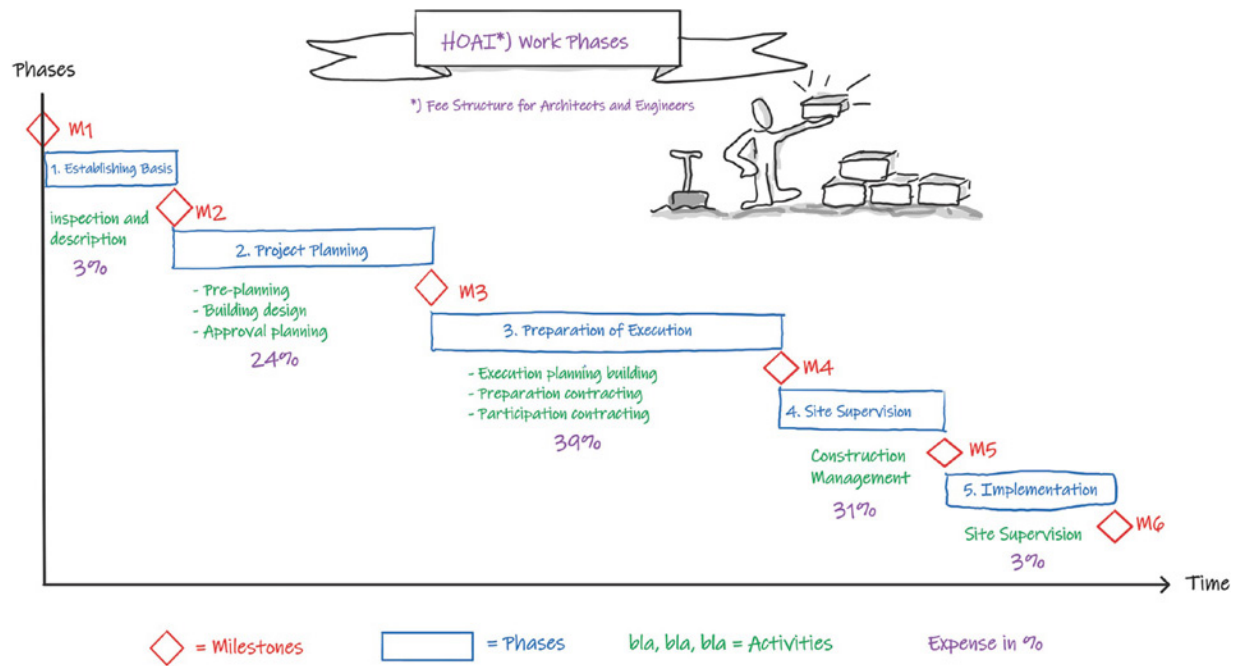 HOAI*) Work Phases
*) Fee Structure for Architects and Engineers
Phases
M1
1. Establishing Basis
inspection and
description
3%
M2
2. Project Planning
- Pre-planning
- Building design
- Approval planning
24%
M3
3. Preparation of Execution
- Execution planning building
- Preparation contracting
- Participation contracting
39%
M4
4. Site Supervision
Construction
Management
31%
M5
5. Implementation
Site Supervision
3%
M6
Time
= Milestones
= Phases
bla, bla, bla = Activities
Expense in %